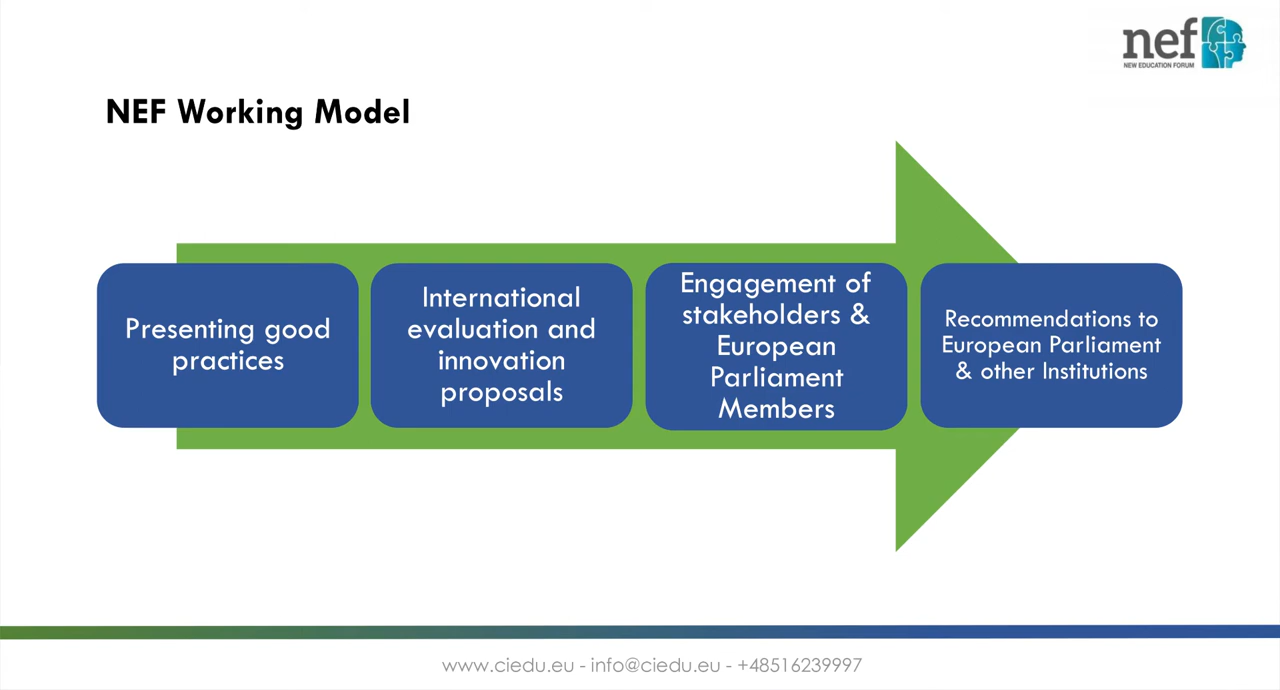 nef
NEW EDUCATION FORUM
NEF Working Model
Presenting good
practices
International
evaluation and
innovation
proposals
Engagement of
stakeholders &
European
Parliament
Members
Recommendations to
European Parliament
& other Institutions
www.ciedu.eu - info@ciedu.eu - +48516239997